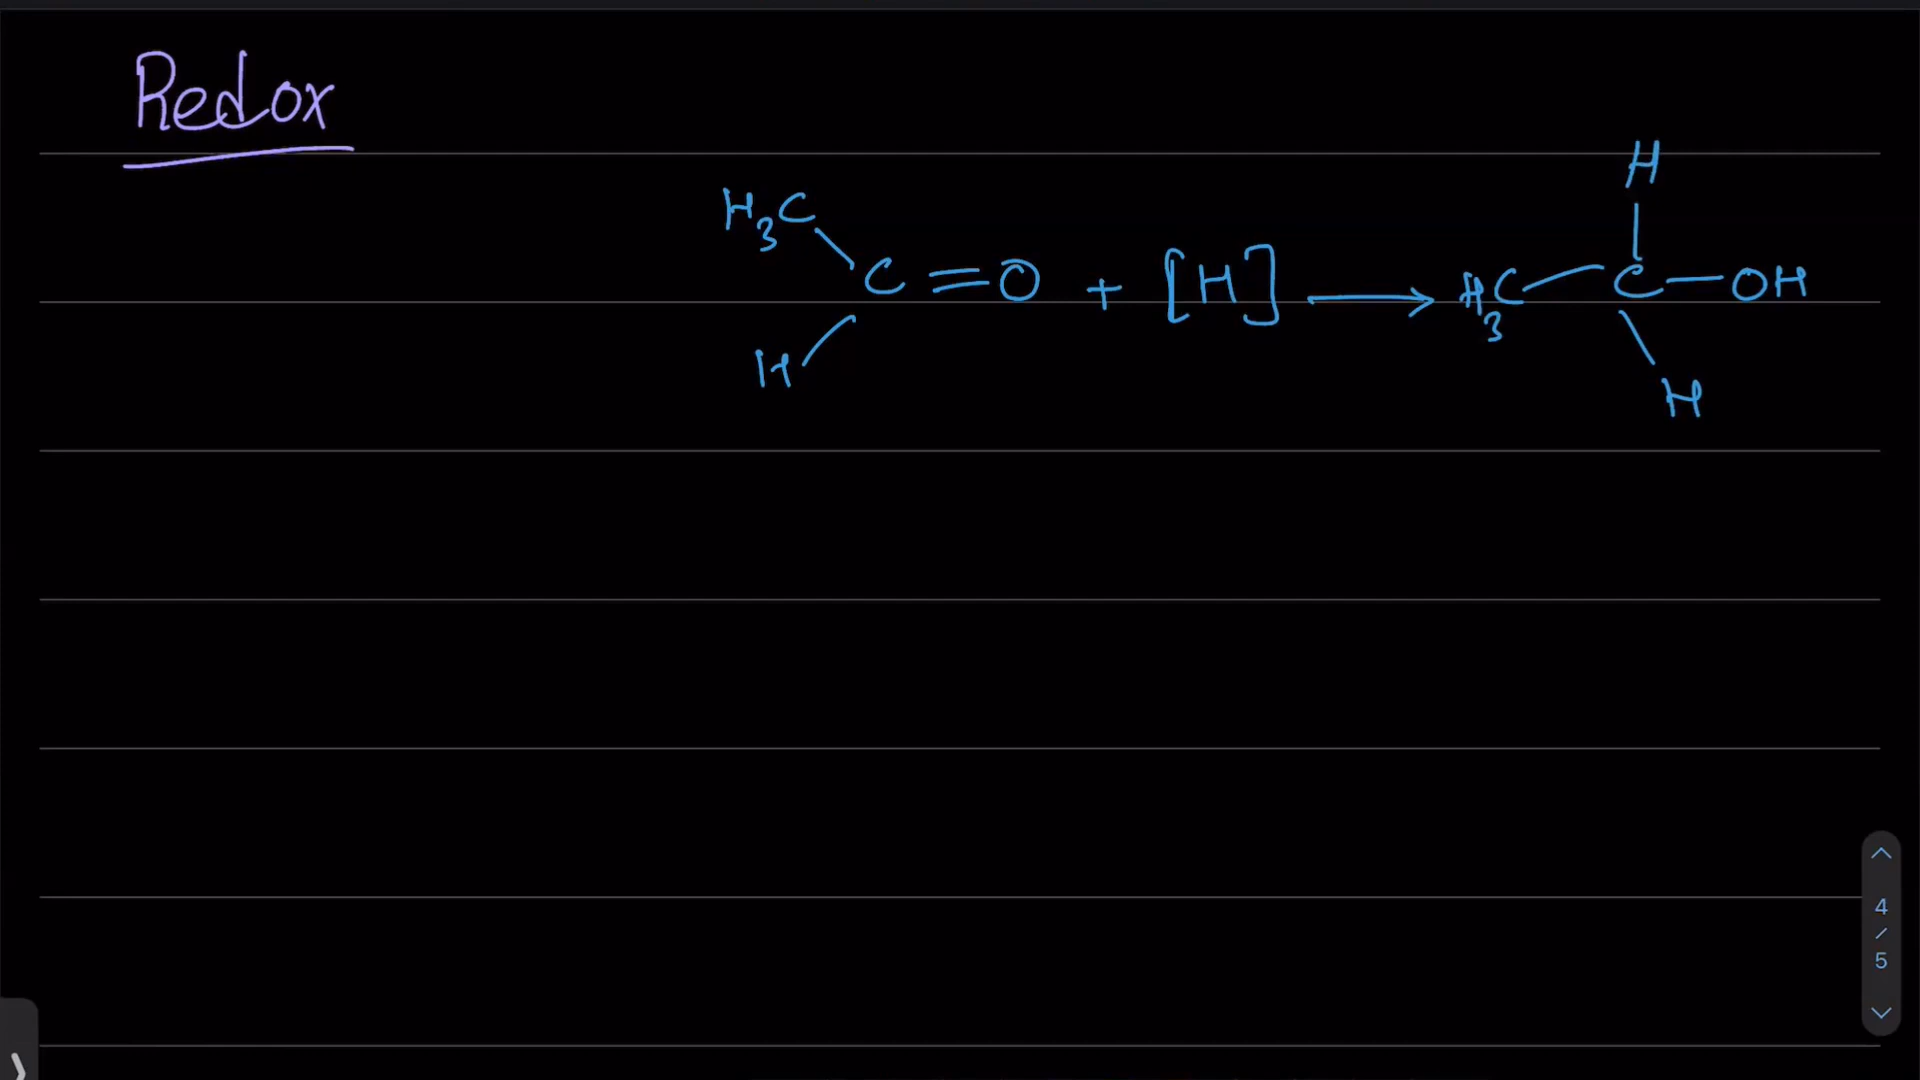 Redox
H
H3C
C = O + [H] → H3C — C — OH
H
H
4
/
5